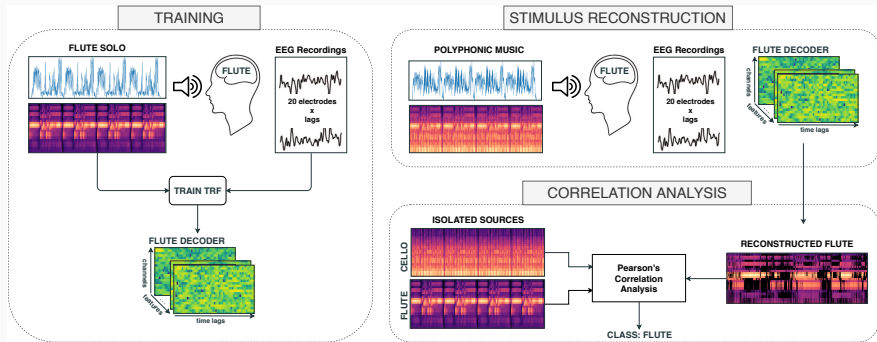 TRAINING
FLUTE SOLO
FLUTE
EEG Recordings
20 electrodes
x
lags
TRAIN TRF
FLUTE DECODER
channels
features
time lags
STIMULUS RECONSTRUCTION
POLYPHONIC MUSIC
FLUTE
EEG Recordings
20 electrodes
x
lags
FLUTE DECODER
channels
features
time lags
CORRELATION ANALYSIS
ISOLATED SOURCES
CELLO
FLUTE
Pearson's
Correlation
Analysis
RECONSTRUCTED FLUTE
CLASS: FLUTE